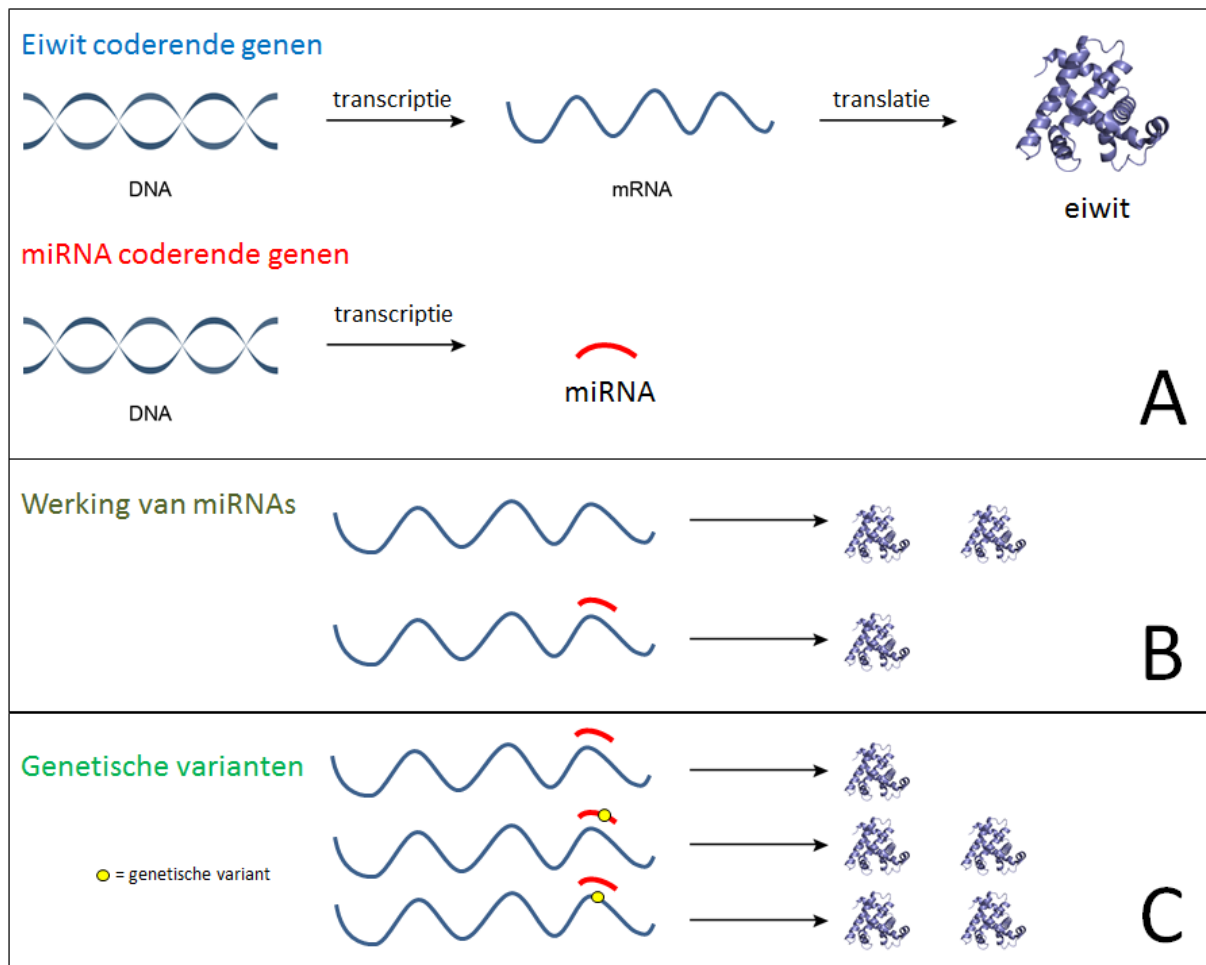 Eiwit coderende genen
transcriptie
translatie
DNA
mRNA
eiwit
miRNA coderende genen
transcriptie
miRNA
DNA
A
Werking van miRNAs
B
Genetische varianten
= genetische variant
C